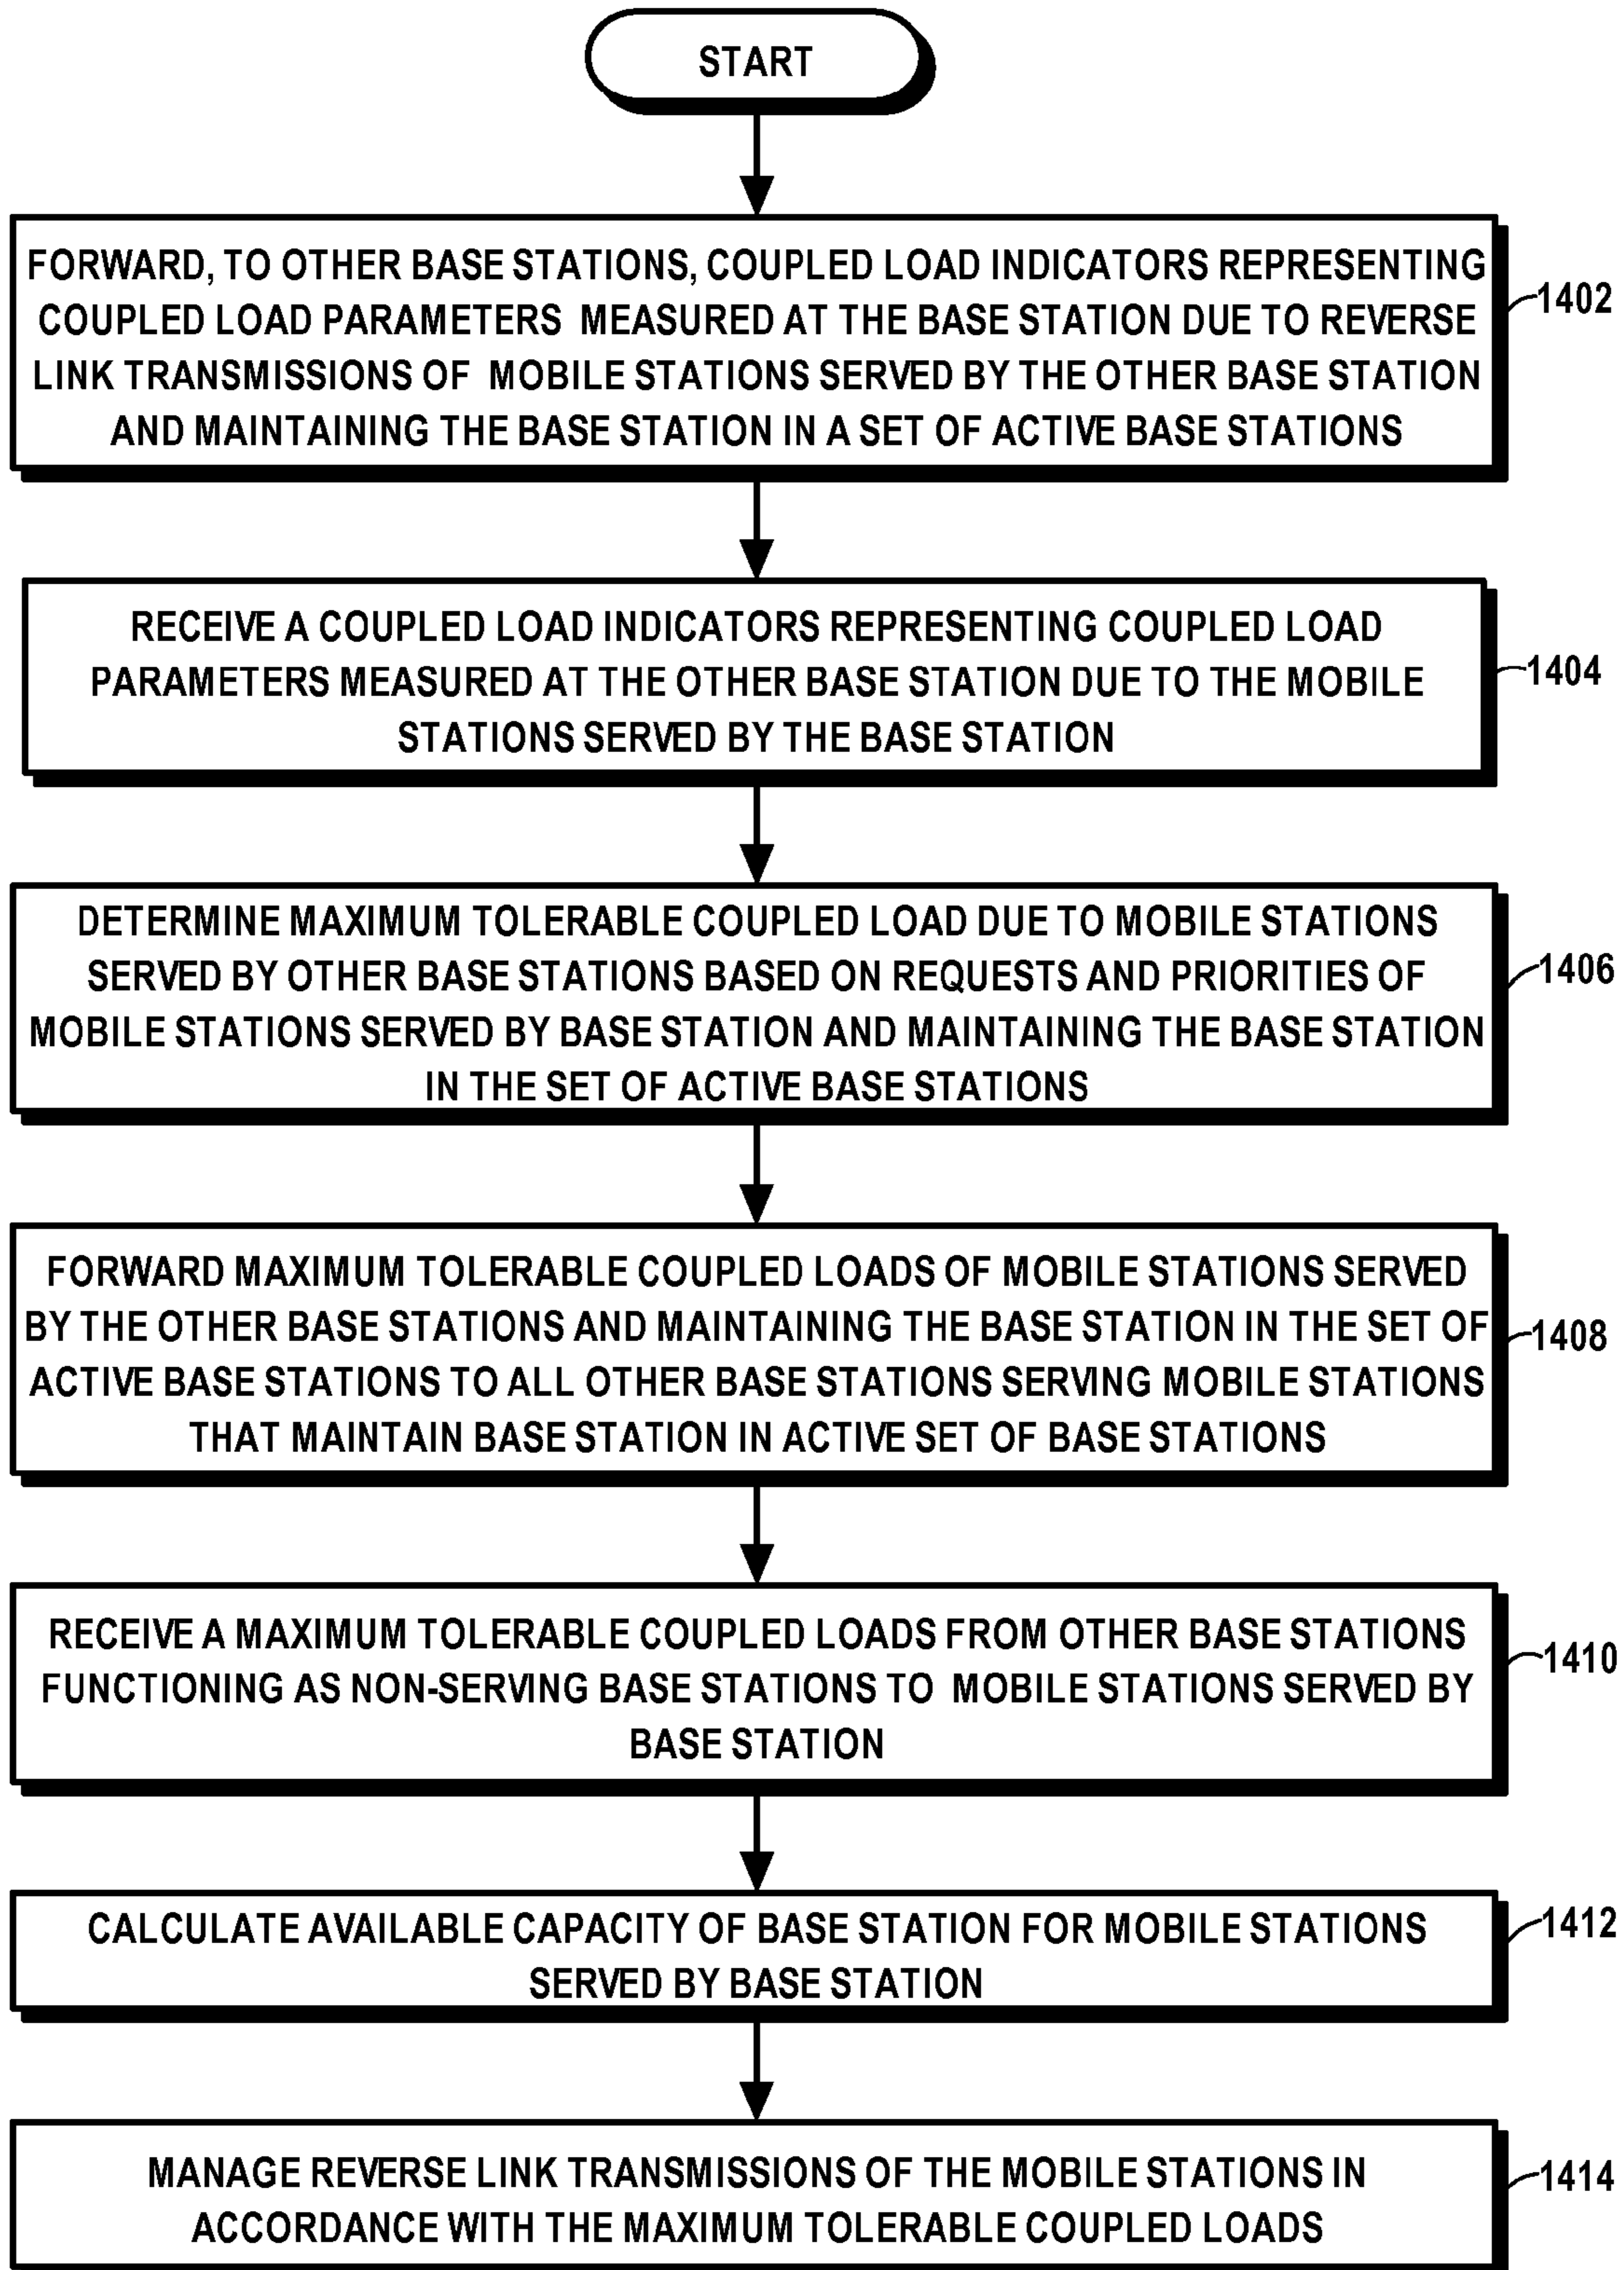 START
FORWARD, TO OTHER BASE STATIONS, COUPLED LOAD INDICATORS REPRESENTING
COUPLED LOAD PARAMETERS MEASURED AT THE BASE STATION DUE TO REVERSE
LINK TRANSMISSIONS OF MOBILE STATIONS SERVED BY THE OTHER BASE STATION
AND MAINTAINING THE BASE STATION IN A SET OF ACTIVE BASE STATIONS
1402
RECEIVE A COUPLED LOAD INDICATORS REPRESENTING COUPLED LOAD
PARAMETERS MEASURED AT THE OTHER BASE STATION DUE TO THE MOBILE
STATIONS SERVED BY THE BASE STATION
1404
DETERMINE MAXIMUM TOLERABLE COUPLED LOAD DUE TO MOBILE STATIONS
SERVED BY OTHER BASE STATIONS BASED ON REQUESTS AND PRIORITIES OF
MOBILE STATIONS SERVED BY BASE STATION AND MAINTAINING THE BASE STATION
IN THE SET OF ACTIVE BASE STATIONS
1406
FORWARD MAXIMUM TOLERABLE COUPLED LOADS OF MOBILE STATIONS SERVED
BY THE OTHER BASE STATIONS AND MAINTAINING THE BASE STATION IN THE SET OF
ACTIVE BASE STATIONS TO ALL OTHER BASE STATIONS SERVING MOBILE STATIONS
THAT MAINTAIN BASE STATION IN ACTIVE SET OF BASE STATIONS
1408
RECEIVE A MAXIMUM TOLERABLE COUPLED LOADS FROM OTHER BASE STATIONS
FUNCTIONING AS NON-SERVING BASE STATIONS TO MOBILE STATIONS SERVED BY
BASE STATION
1410
CALCULATE AVAILABLE CAPACITY OF BASE STATION FOR MOBILE STATIONS
SERVED BY BASE STATION
1412
MANAGE REVERSE LINK TRANSMISSIONS OF THE MOBILE STATIONS IN
ACCORDANCE WITH THE MAXIMUM TOLERABLE COUPLED LOADS
1414